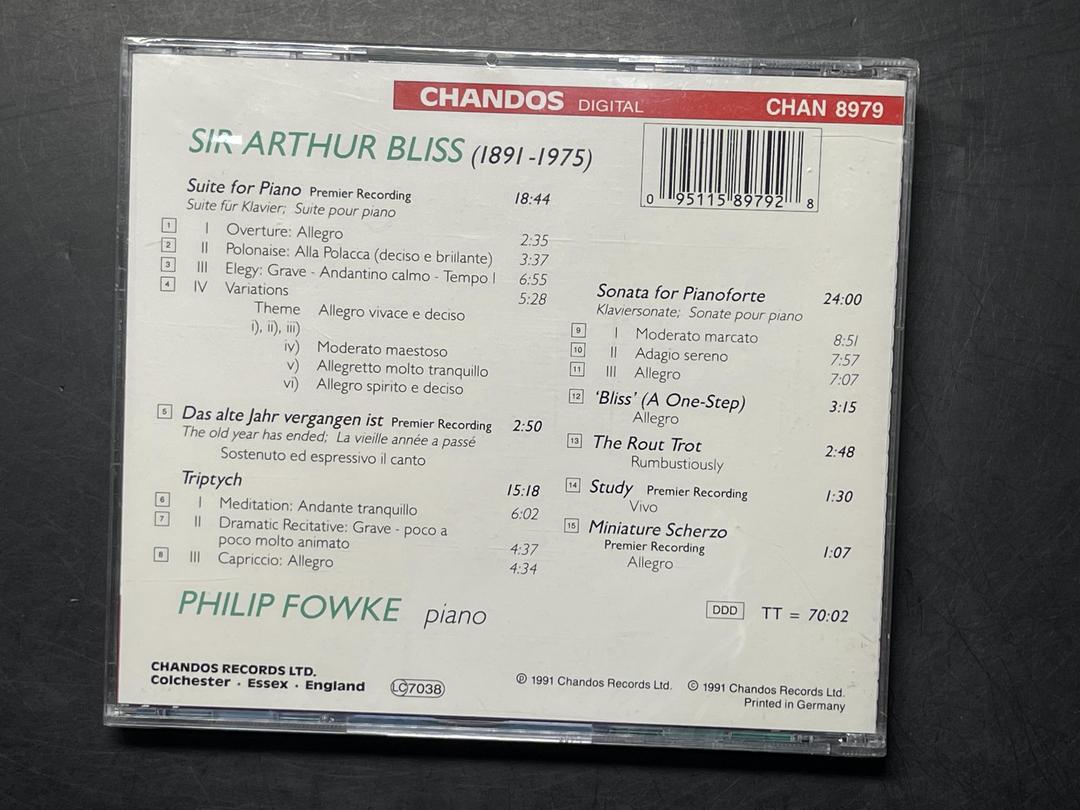 CHANDOS DIGITAL CHAN 8979
SIR ARTHUR BLISS (1891-1975)
0 95115 89792 8
Suite for Piano Premier Recording 18:44
Suite für Klavier; Suite pour piano
1 I Overture: Allegro 2:35
2 II Polonaise: Alla Polacca (deciso e brillante) 3:37
3 III Elegy: Grave - Andantino calmo - Tempo I 6:55
4 IV Variations 5:28
Theme Allegro vivace e deciso
i), ii), iii)
iv) Moderato maestoso
v) Allegretto molto tranquillo
vi) Allegro spirito e deciso
5 Das alte Jahr vergangen ist Premier Recording 2:50
The old year has ended; La vieille année a passé
Sostenuto ed espressivo il canto
Triptych 15:18
6 I Meditation: Andante tranquillo 6:02
7 II Dramatic Recitative: Grave - poco a
poco molto animato 4:37
8 III Capriccio: Allegro 4:34
Sonata for Pianoforte 24:00
Klaviersonate; Sonate pour piano
9 I Moderato marcato 8:51
10 II Adagio sereno 7:57
11 III Allegro 7:07
12 'Bliss' (A One-Step) 3:15
Allegro
13 The Rout Trot 2:48
Rumbustiously
14 Study Premier Recording 1:30
Vivo
15 Miniature Scherzo
Premier Recording 1:07
Allegro
PHILIP FOWKE piano
DDD TT = 70:02
CHANDOS RECORDS LTD.
Colchester · Essex · England
LC 7038
℗ 1991 Chandos Records Ltd. © 1991 Chandos Records Ltd.
Printed in Germany